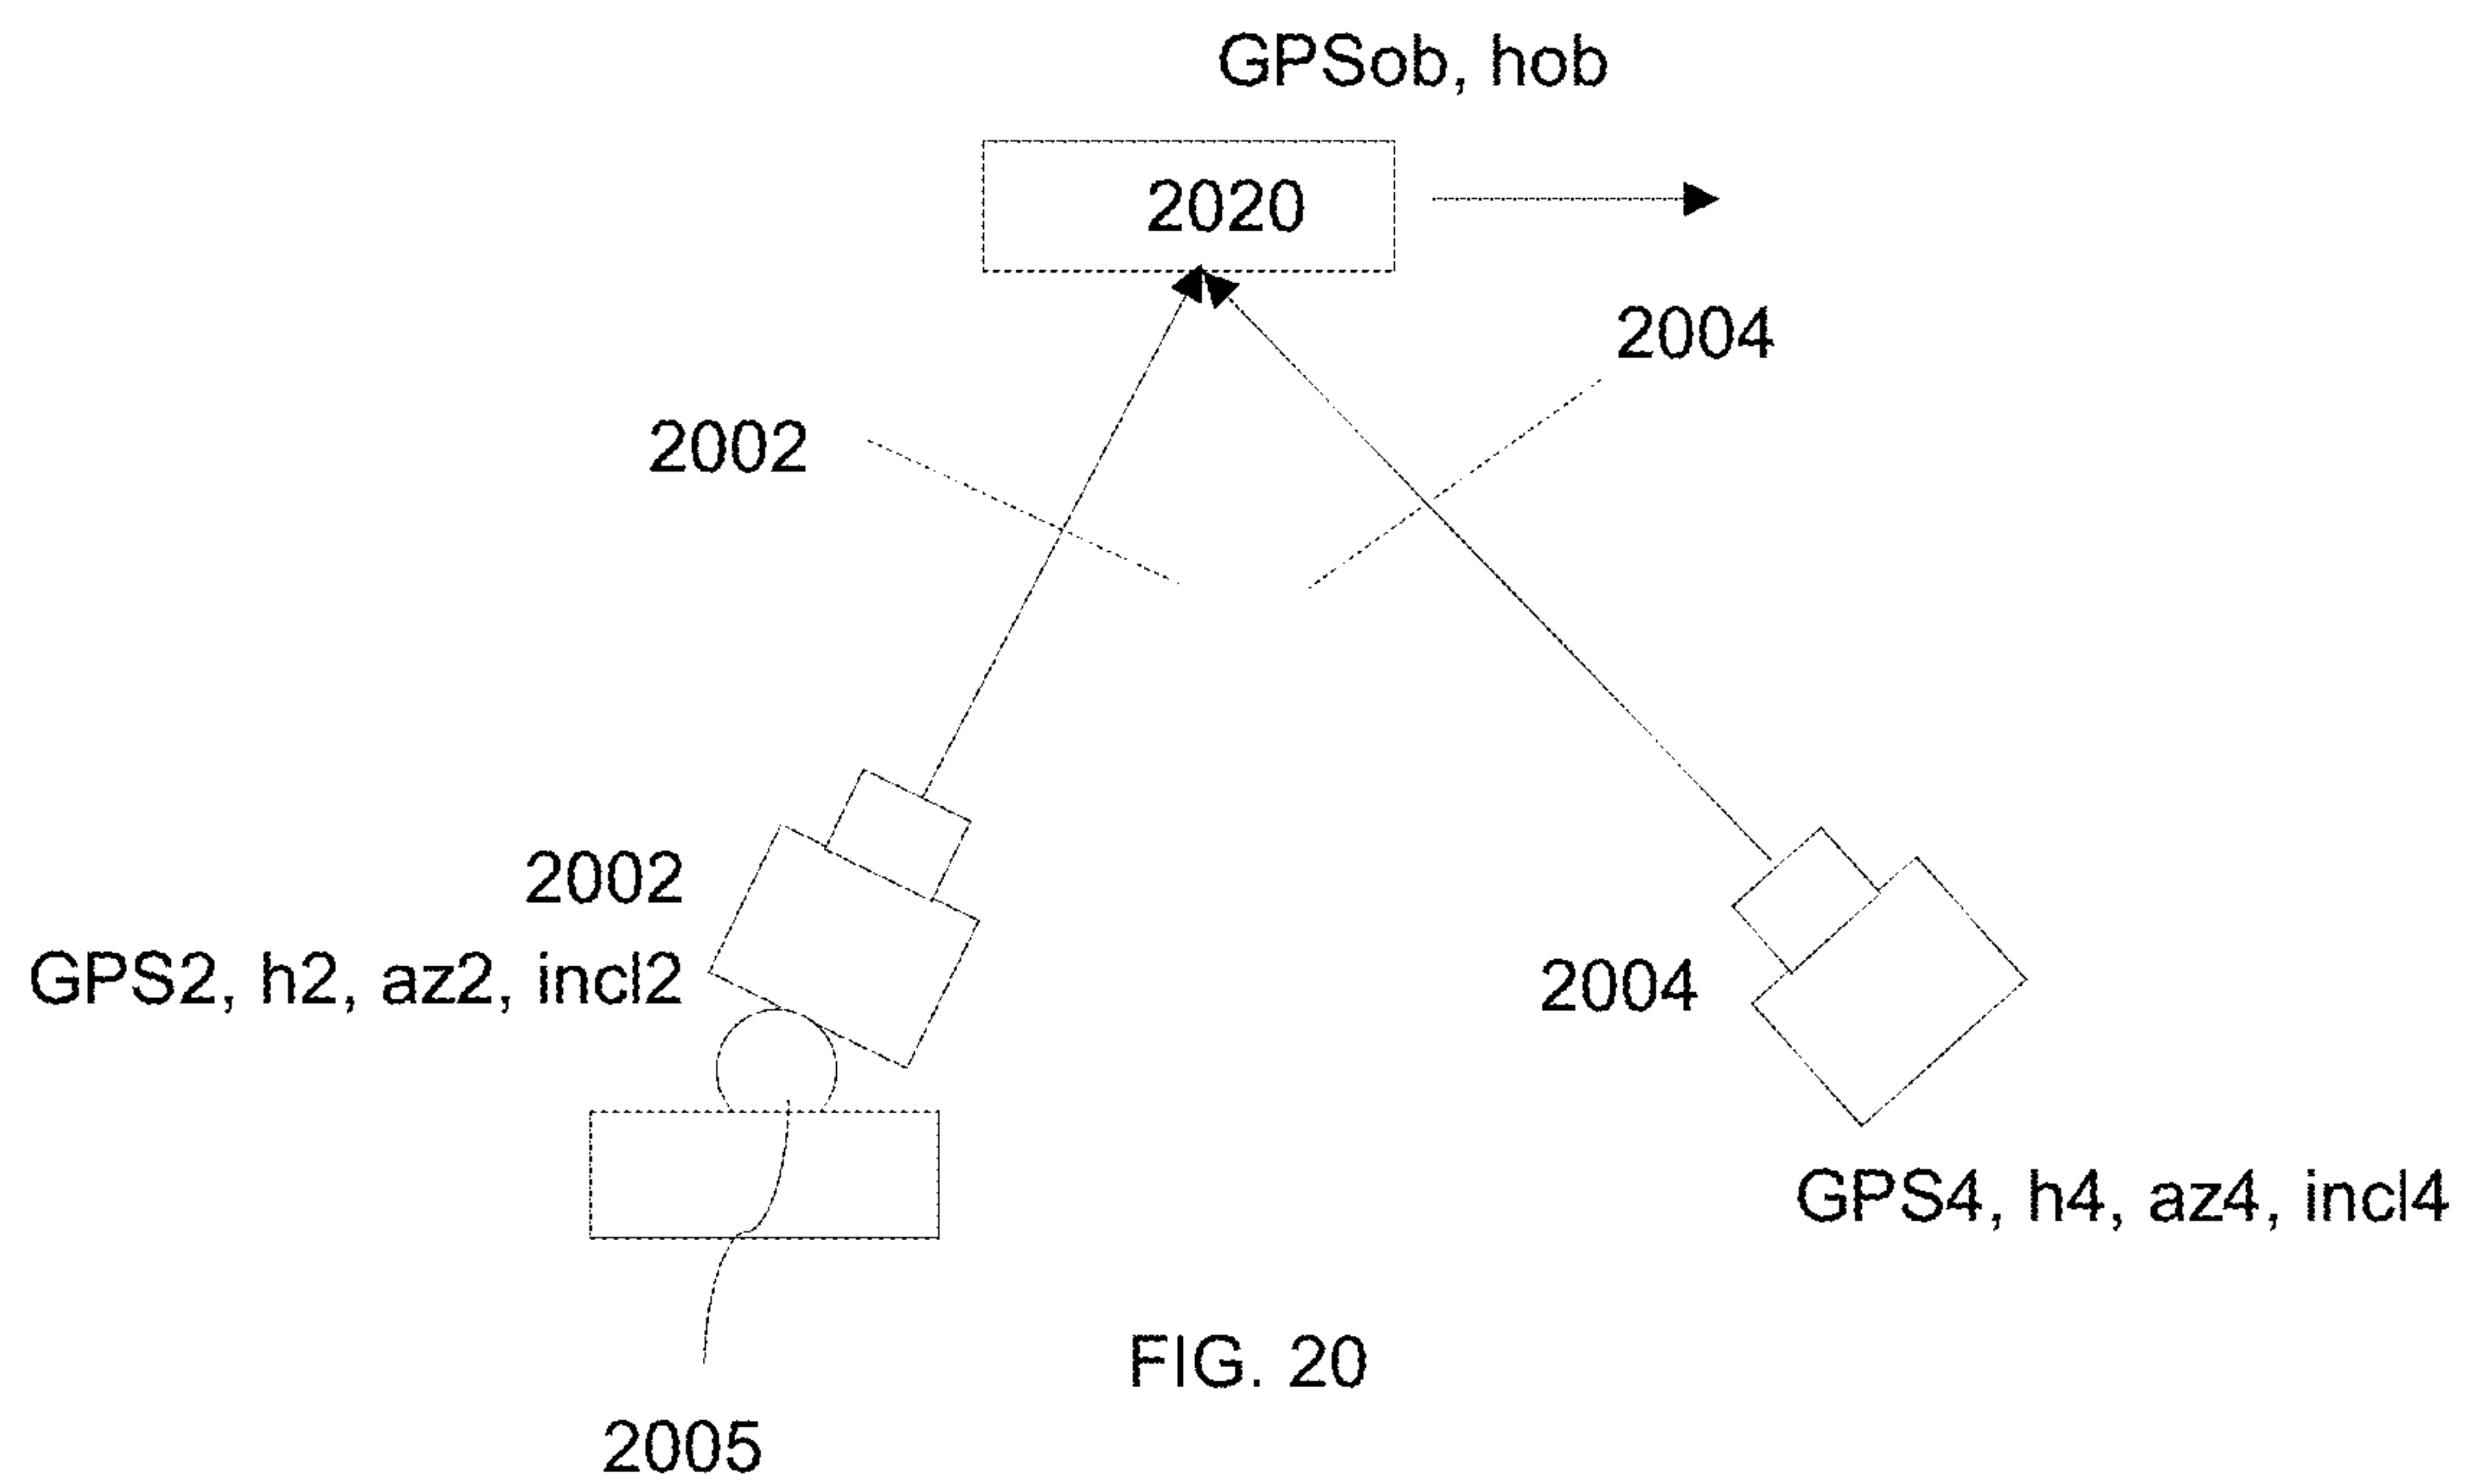 GPSob, hob
2020
2004
2002
2002
GPS2, h2, az2, incl2
2004
GPS4, h4, az4, incl4
FIG. 20
2005